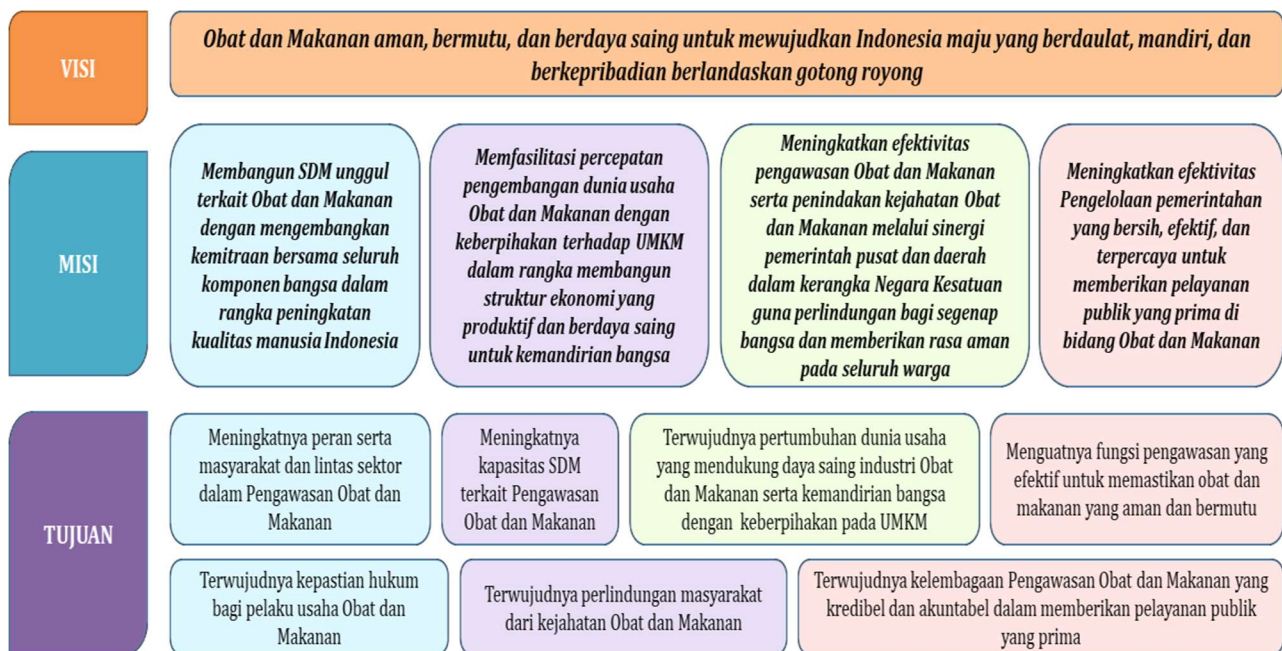 VISI
Obat dan Makanan aman, bermutu, dan berdaya saing untuk mewujudkan Indonesia maju yang berdaulat, mandiri, dan
berkepribadian berlandaskan gotong royong
MISI
Membangun SDM unggul
terkait Obat dan Makanan
dengan mengembangkan
kemitraan bersama seluruh
komponen bangsa dalam
rangka peningkatan
kualitas manusia Indonesia
Memfasilitasi percepatan
pengembangan dunia usaha
Obat dan Makanan dengan
keberpihakan terhadap UMKM
dalam rangka membangun
struktur ekonomi yang
produktif dan berdaya saing
untuk kemandirian bangsa
Meningkatkan efektivitas
pengawasan Obat dan Makanan
serta penindakan kejahatan Obat
dan Makanan melalui sinergi
pemerintah pusat dan daerah
dalam kerangka Negara Kesatuan
guna perlindungan bagi segenap
bangsa dan memberikan rasa aman
pada seluruh warga
Meningkatkan efektivitas
Pengelolaan pemerintahan
yang bersih, efektif, dan
terpercaya untuk
memberikan pelayanan
publik yang prima di
bidang Obat dan Makanan
TUJUAN
Meningkatnya peran serta
masyarakat dan lintas sektor
dalam Pengawasan Obat dan
Makanan
Meningkatnya
kapasitas SDM
terkait Pengawasan
Obat dan Makanan
Terwujudnya pertumbuhan dunia usaha
yang mendukung daya saing industri Obat
dan Makanan serta kemandirian bangsa
dengan keberpihakan pada UMKM
Menguatnya fungsi pengawasan yang
efektif untuk memastikan obat dan
makanan yang aman dan bermutu
Terwujudnya kepastian hukum
bagi pelaku usaha Obat dan
Makanan
Terwujudnya perlindungan masyarakat
dari kejahatan Obat dan Makanan
Terwujudnya kelembagaan Pengawasan Obat dan Makanan yang
kredibel dan akuntabel dalam memberikan pelayanan publik
yang prima